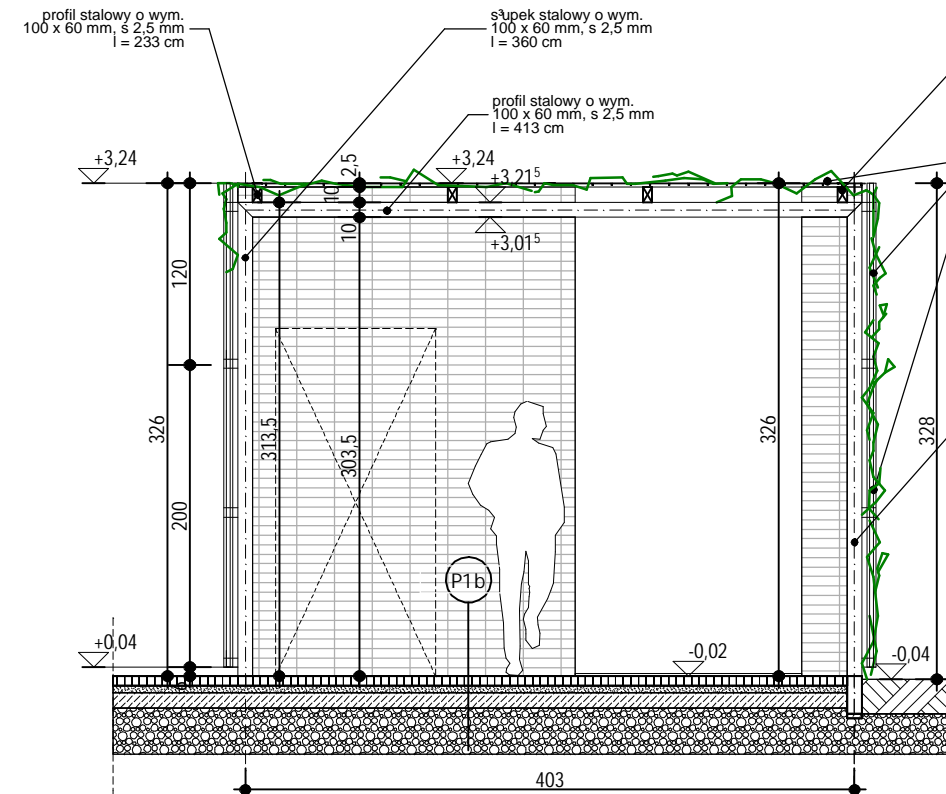 profil stalowy o wym.
100 x 60 mm, s 2,5 mm
l = 233 cm
s³upek stalowy o wym.
100 x 60 mm, s 2,5 mm
l = 360 cm
profil stalowy o wym.
100 x 60 mm, s 2,5 mm
l = 413 cm
+3,24
2,5
10
+3,24
+3,21⁵
10
+3,01⁵
120
326
313,5
303,5
326
328
200
P1b
+0,04
-0,02
-0,04
403